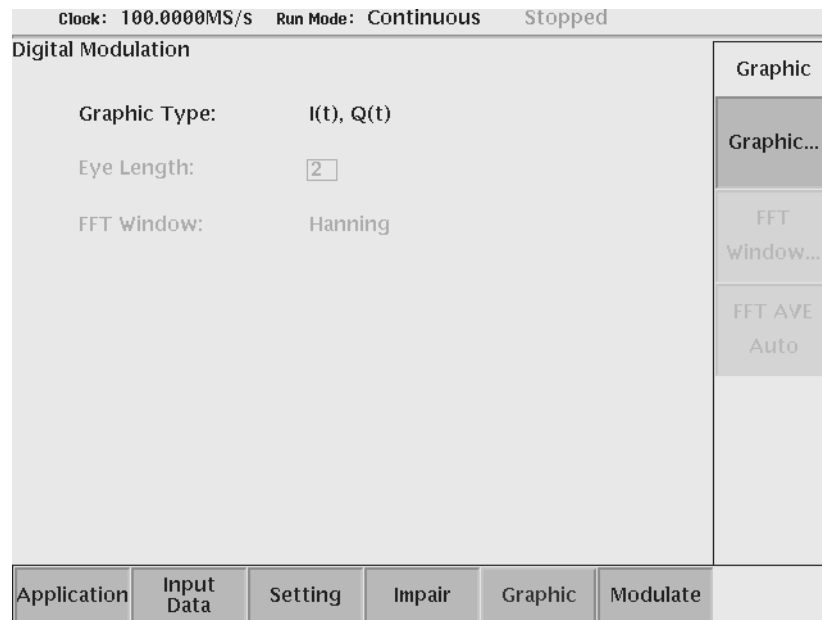 Clock: 100.0000MS/s Run Mode: Continuous Stopped
Digital Modulation
Graphic Type: I(t), Q(t)
Eye Length: 2
FFT Window: Hanning
Graphic
Graphic...
FFT
Window...
FFT AVE
Auto
Application
Input
Data
Setting
Impair
Graphic
Modulate